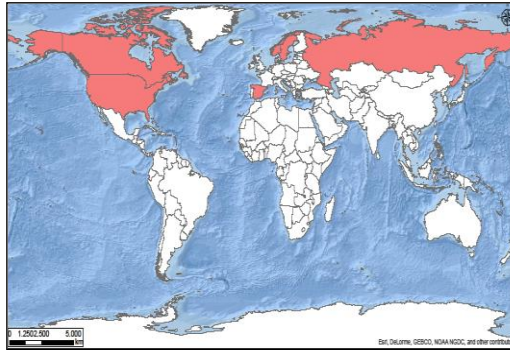 0 1.2502.500 5.000
km
Esri, DeLorme, GEBCO, NOAA NGDC, and other contribut